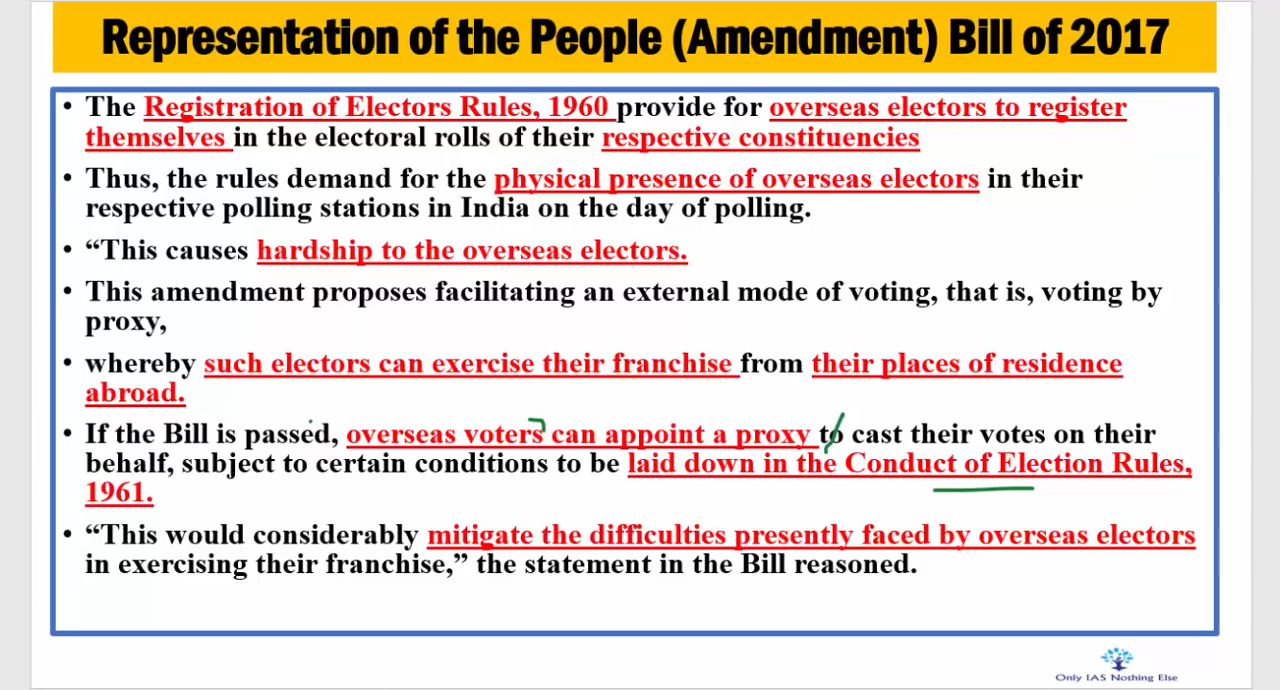 Representation of the People (Amendment) Bill of 2017
• The Registration of Electors Rules, 1960 provide for overseas electors to register
themselves in the electoral rolls of their respective constituencies
• Thus, the rules demand for the physical presence of overseas electors in their
respective polling stations in India on the day of polling.
• “This causes hardship to the overseas electors.
• This amendment proposes facilitating an external mode of voting, that is, voting by
proxy,
• whereby such electors can exercise their franchise from their places of residence
abroad.
• If the Bill is passed, overseas voters can appoint a proxy to cast their votes on their
behalf, subject to certain conditions to be laid down in the Conduct of Election Rules,
1961.
• “This would considerably mitigate the difficulties presently faced by overseas electors
in exercising their franchise,” the statement in the Bill reasoned.
Only IAS Nothing Else